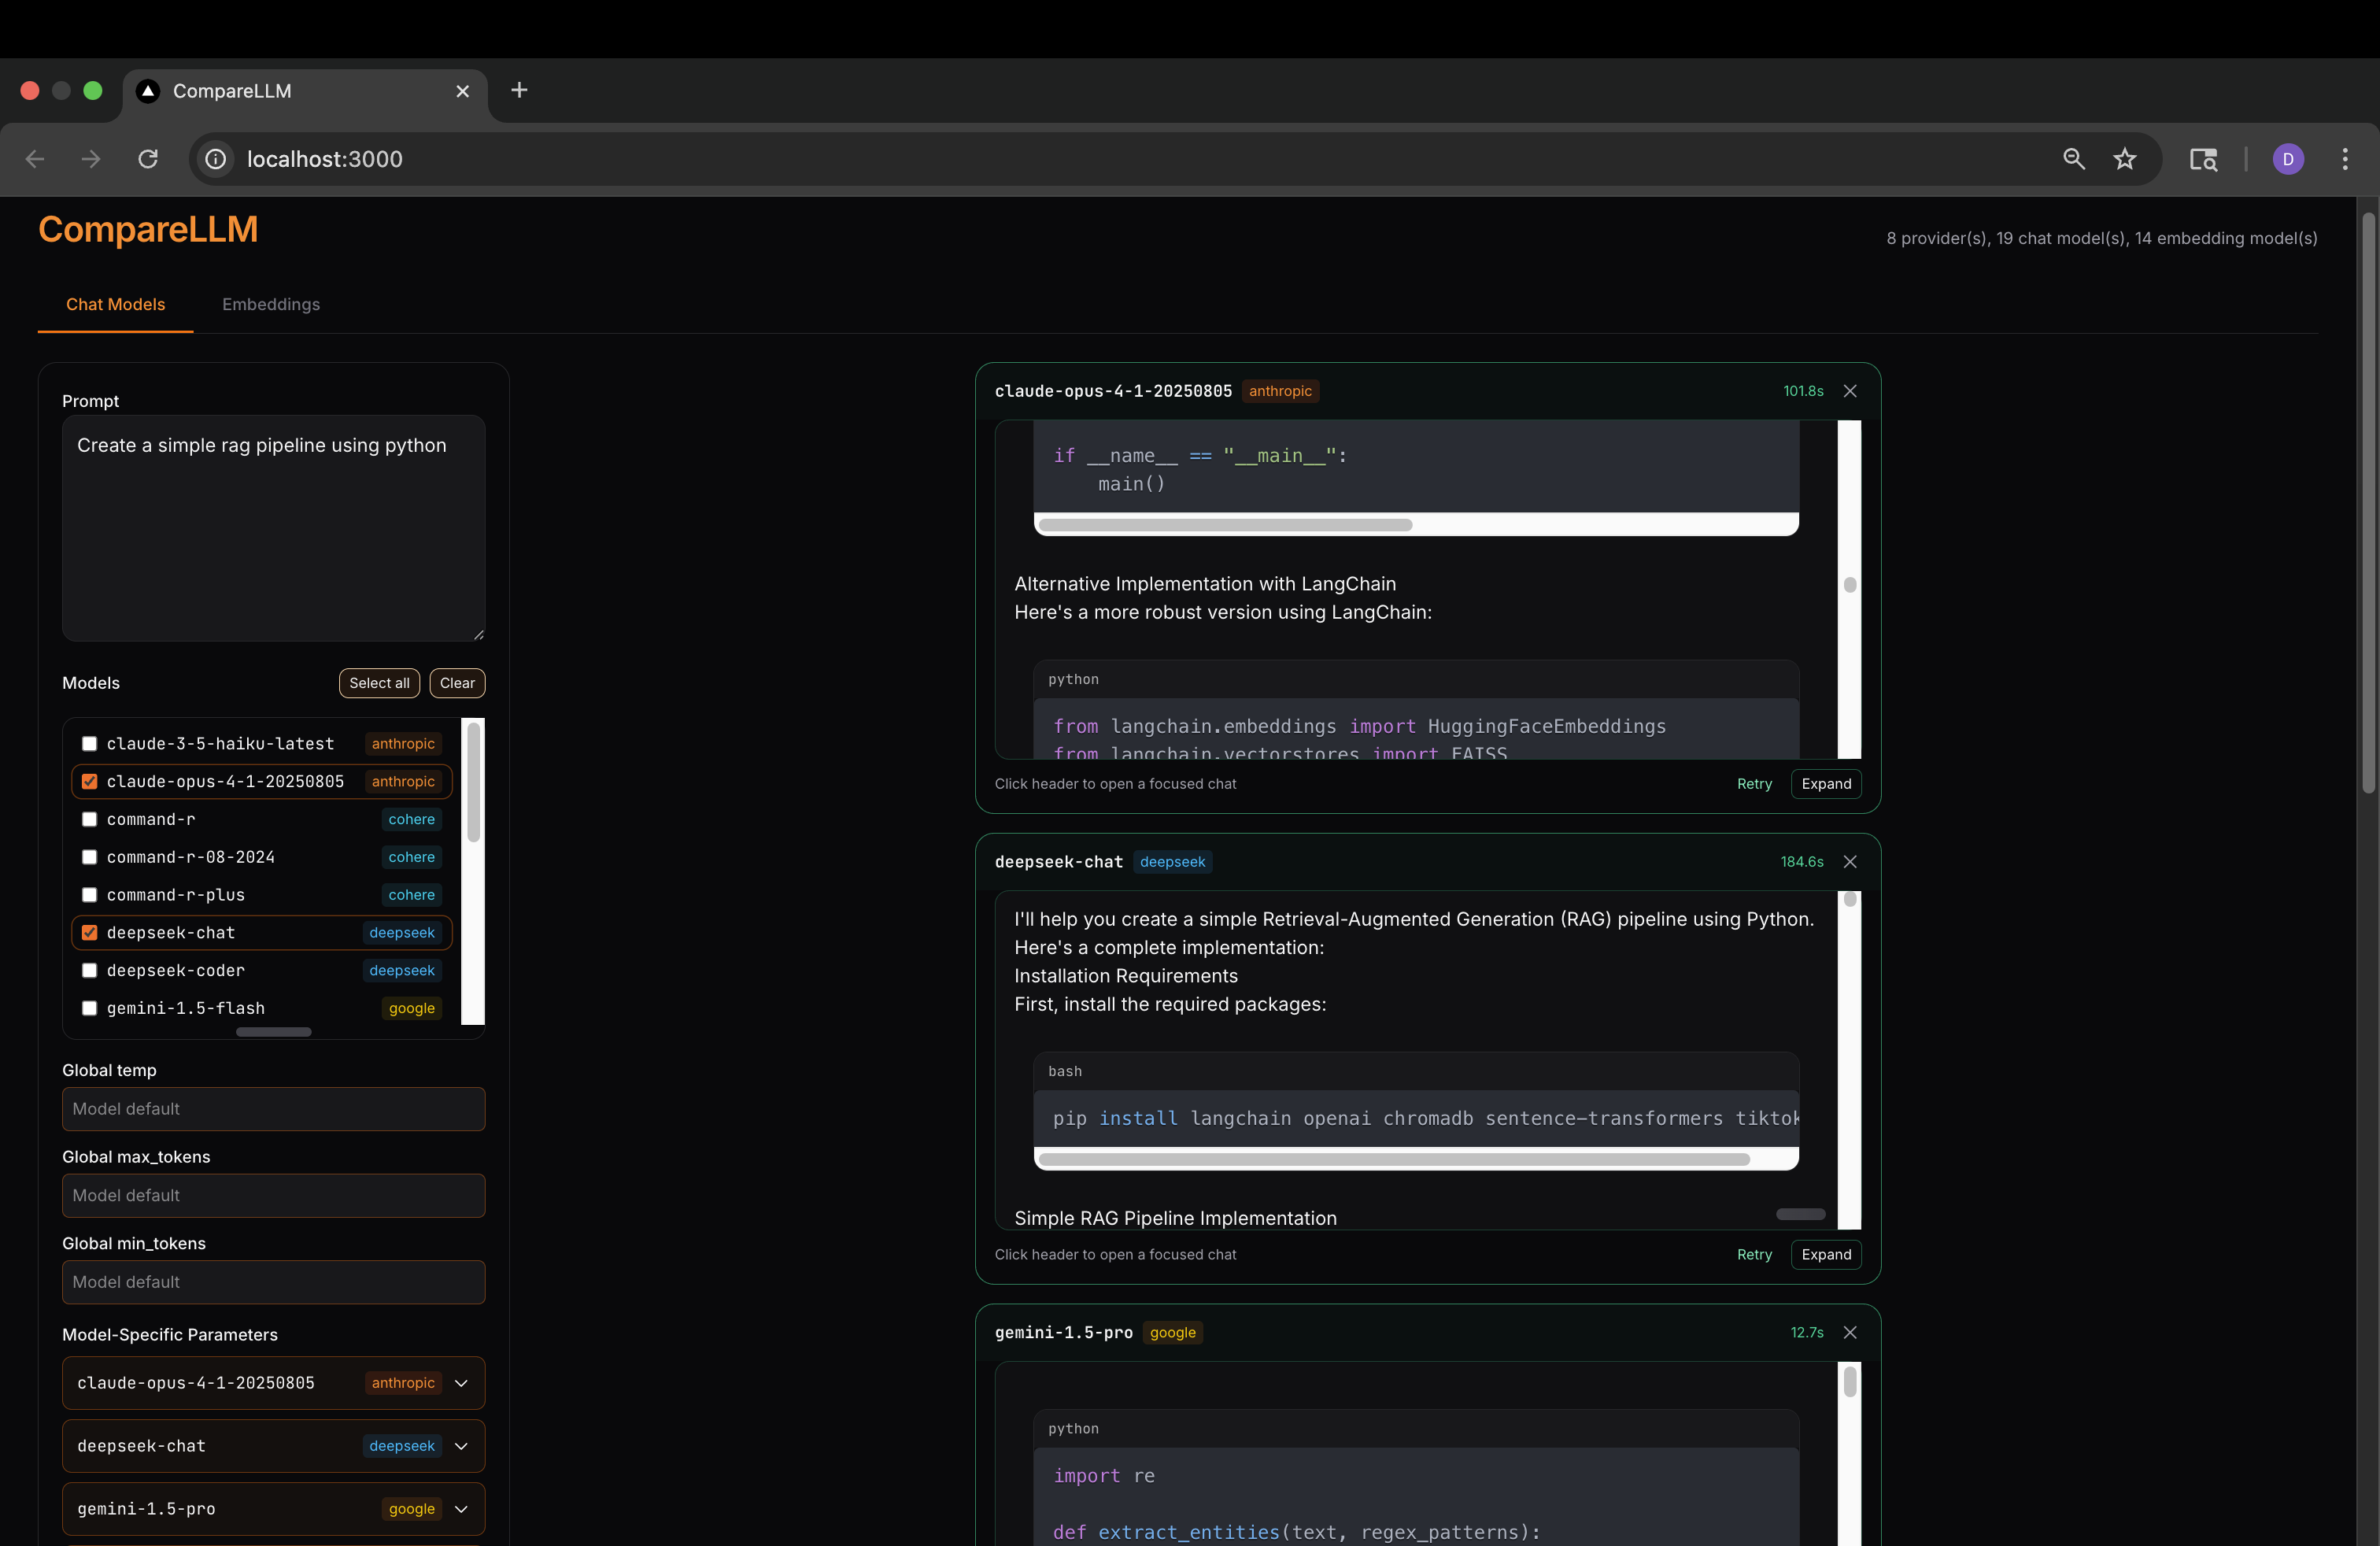 CompareLLM
localhost:3000
D
CompareLLM
8 provider(s), 19 chat model(s), 14 embedding model(s)
Chat Models
Embeddings
Prompt
Create a simple rag pipeline using python
Models
Select all
Clear
claude-3-5-haiku-latest anthropic
claude-opus-4-1-20250805 anthropic
command-r cohere
command-r-08-2024 cohere
command-r-plus cohere
deepseek-chat deepseek
deepseek-coder deepseek
gemini-1.5-flash google
Global temp
Model default
Global max_tokens
Model default
Global min_tokens
Model default
Model-Specific Parameters
claude-opus-4-1-20250805 anthropic
deepseek-chat deepseek
gemini-1.5-pro google
claude-opus-4-1-20250805 anthropic 101.8s
if __name__ == "__main__":
main()
Alternative Implementation with LangChain
Here's a more robust version using LangChain:
python
from langchain.embeddings import HuggingFaceEmbeddings
from langchain.vectorstores import FAISS
Click header to open a focused chat
Retry
Expand
deepseek-chat deepseek 184.6s
I'll help you create a simple Retrieval-Augmented Generation (RAG) pipeline using Python.
Here's a complete implementation:
Installation Requirements
First, install the required packages:
bash
pip install langchain openai chromadb sentence-transformers tiktok
Simple RAG Pipeline Implementation
Click header to open a focused chat
Retry
Expand
gemini-1.5-pro google 12.7s
python
import re
def extract_entities(text, regex_patterns):